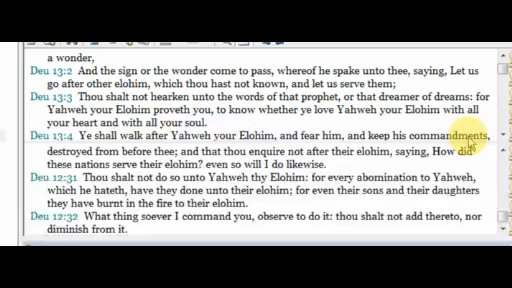 a wonder,
Deu 13:2 And the sign or the wonder come to pass, whereof he spake unto thee, saying, Let us
go after other elohim, which thou hast not known, and let us serve them;
Deu 13:3 Thou shalt not hearken unto the words of that prophet, or that dreamer of dreams: for
Yahweh your Elohim proveth you, to know whether ye love Yahweh your Elohim with all
your heart and with all your soul.
Deu 13:4 Ye shall walk after Yahweh your Elohim, and fear him, and keep his commandments,
destroyed from before thee; and that thou enquire not after their elohim, saying, How did
these nations serve their elohim? even so will I do likewise.
Deu 12:31 Thou shalt not do so unto Yahweh thy Elohim: for every abomination to Yahweh,
which he hateth, have they done unto their elohim; for even their sons and their daughters
they have burnt in the fire to their elohim.
Deu 12:32 What thing soever I command you, observe to do it: thou shalt not add thereto, nor
diminish from it.